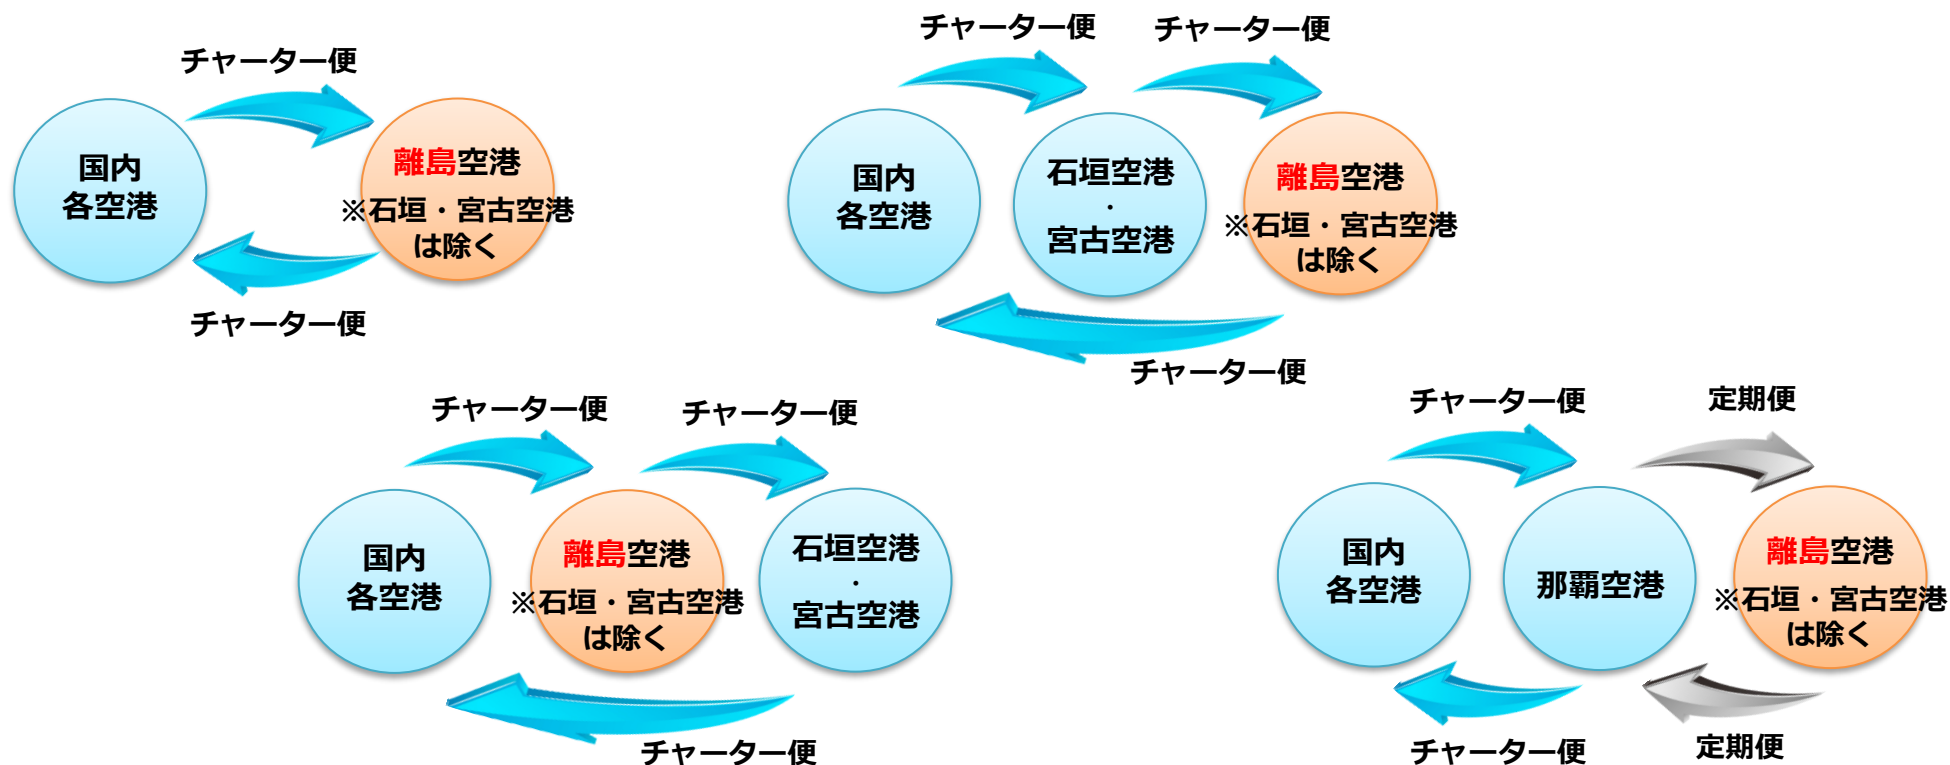 チャーター便
国内
各空港
離島空港
※石垣・宮古空港
は除く
チャーター便
チャーター便
チャーター便
国内
各空港
石垣空港
・
宮古空港
離島空港
※石垣・宮古空港
は除く
チャーター便
チャーター便
チャーター便
国内
各空港
離島空港
※石垣・宮古空港
は除く
石垣空港
・
宮古空港
チャーター便
チャーター便
定期便
国内
各空港
那覇空港
離島空港
※石垣・宮古空港
は除く
チャーター便
定期便